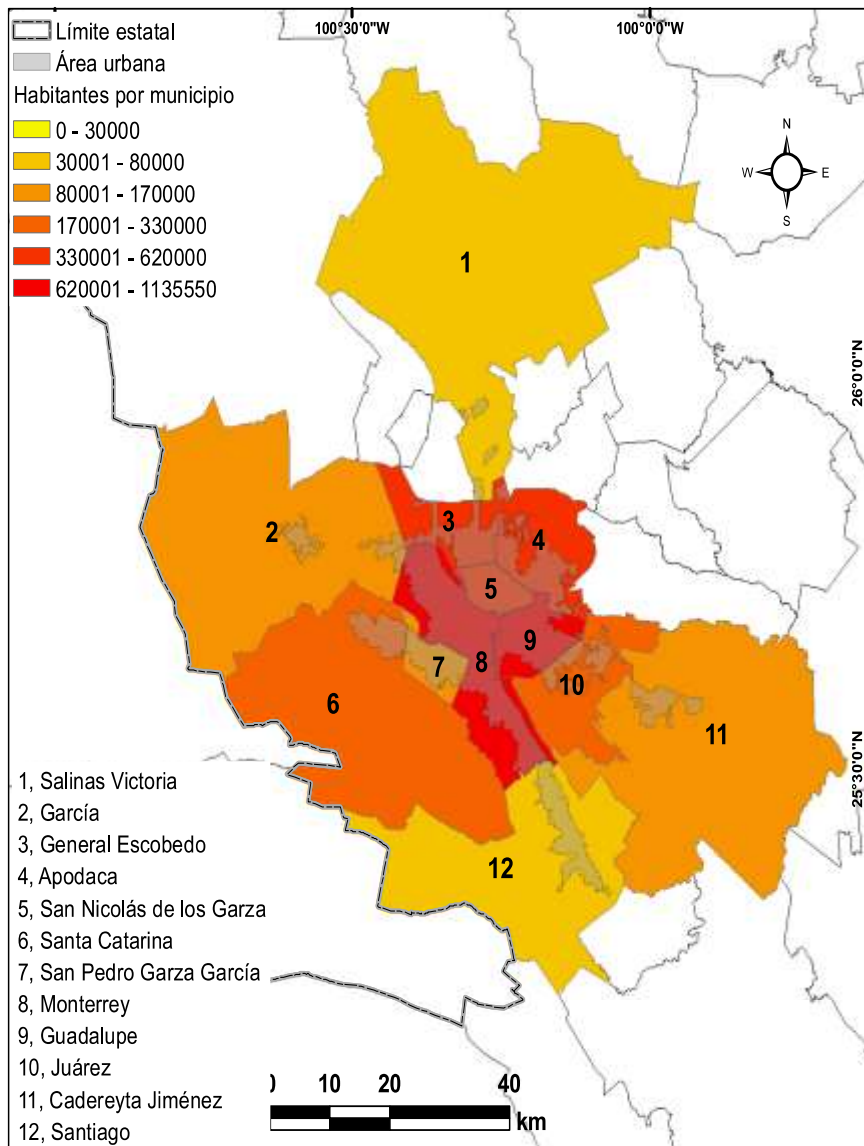 100°30'0"W
100°0'0"W
Límite estatal
Área urbana
Habitantes por municipio
0 - 30000
30001 - 80000
80001 - 170000
170001 - 330000
330001 - 620000
620001 - 1135550
N
W
E
S
26°0'0"N
25°30'0"N
1
2
3
4
5
6
7
8
9
10
11
12
1, Salinas Victoria
2, García
3, General Escobedo
4, Apodaca
5, San Nicolás de los Garza
6, Santa Catarina
7, San Pedro Garza García
8, Monterrey
9, Guadalupe
10, Juárez
11, Cadereyta Jiménez
12, Santiago
10 20 40
km